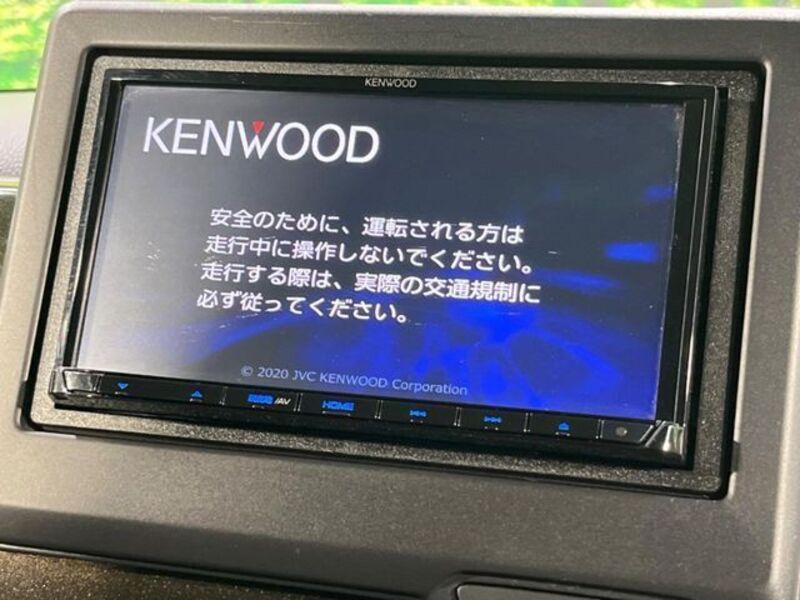 KENWOOD
KENWOOD
安全のために、運転される方は
走行中に操作しないでください。
走行する際は、実際の交通規制に
必ず従ってください。
© 2020 JVC KENWOOD Corporation
/AV HOME